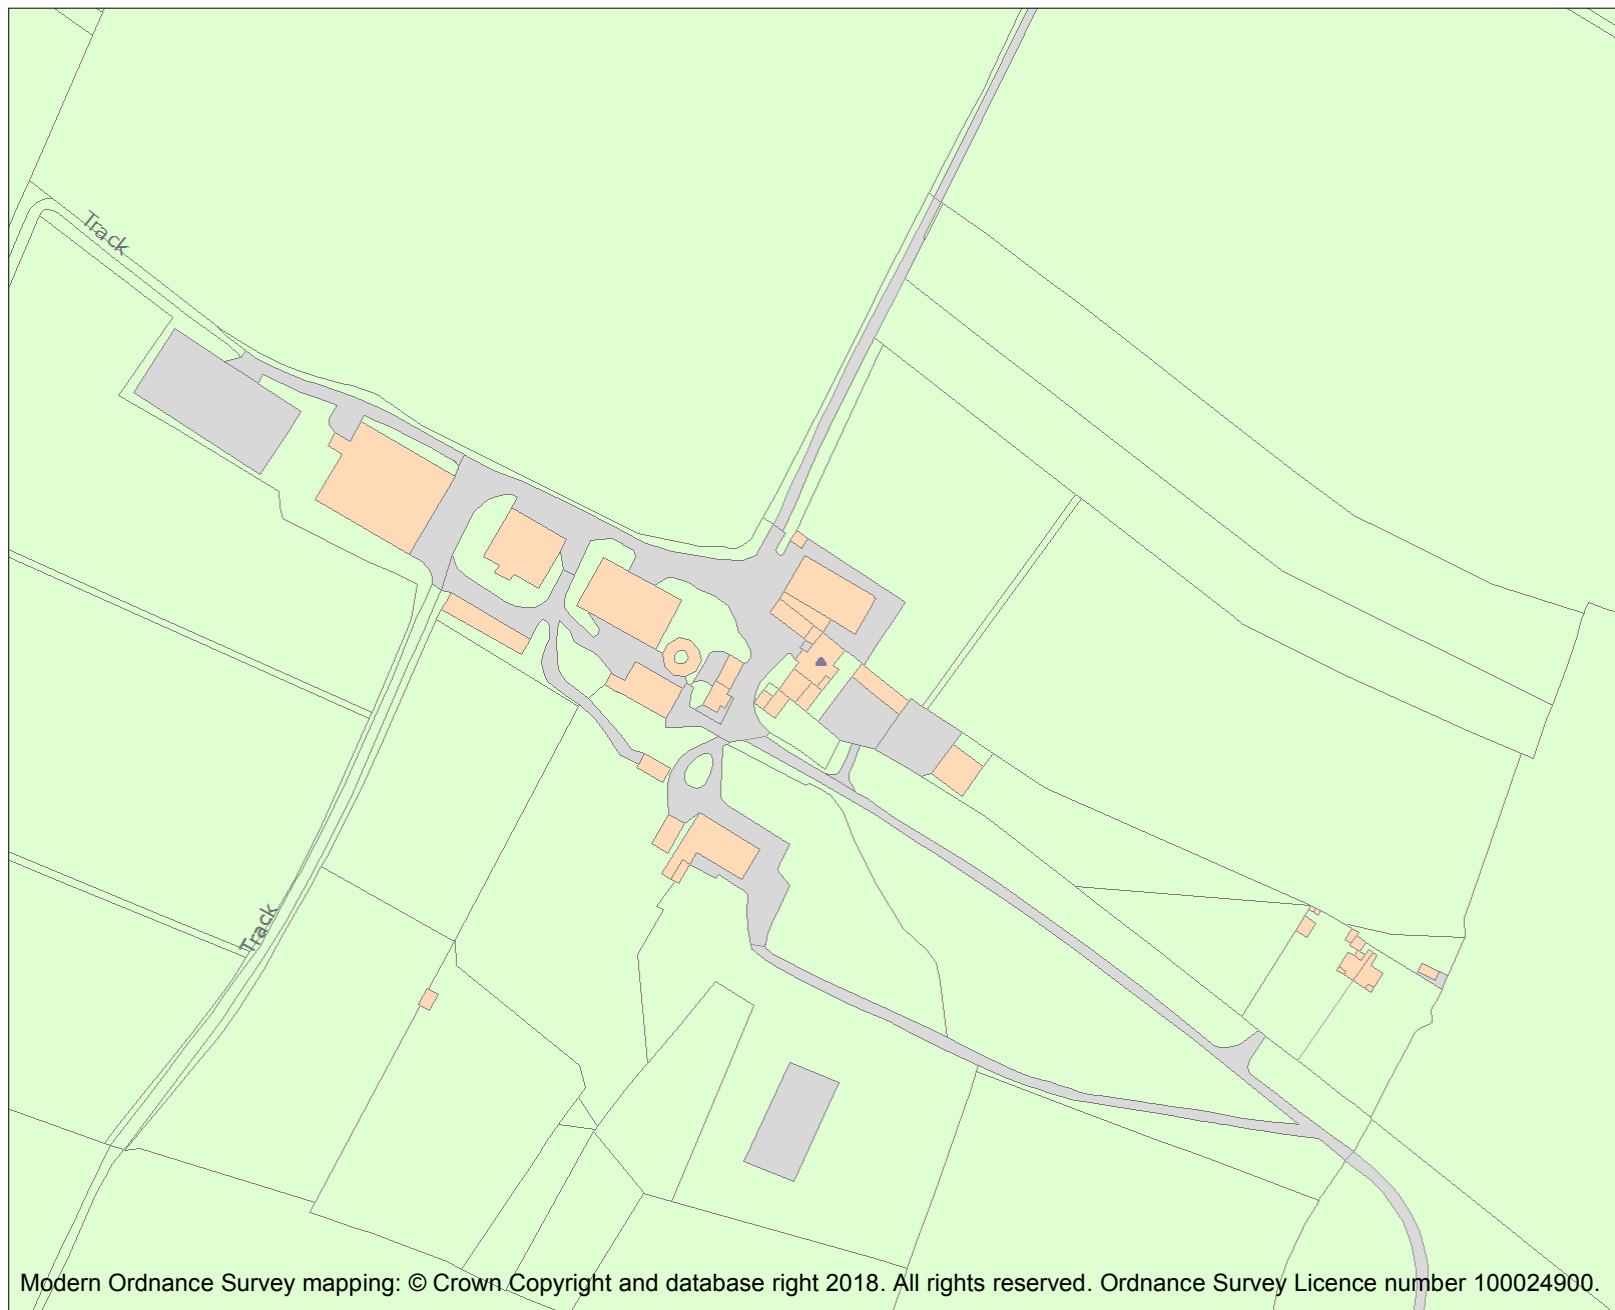 Track
Track
Modern Ordnance Survey mapping: © Crown Copyright and database right 2018. All rights reserved. Ordnance Survey Licence number 100024900.